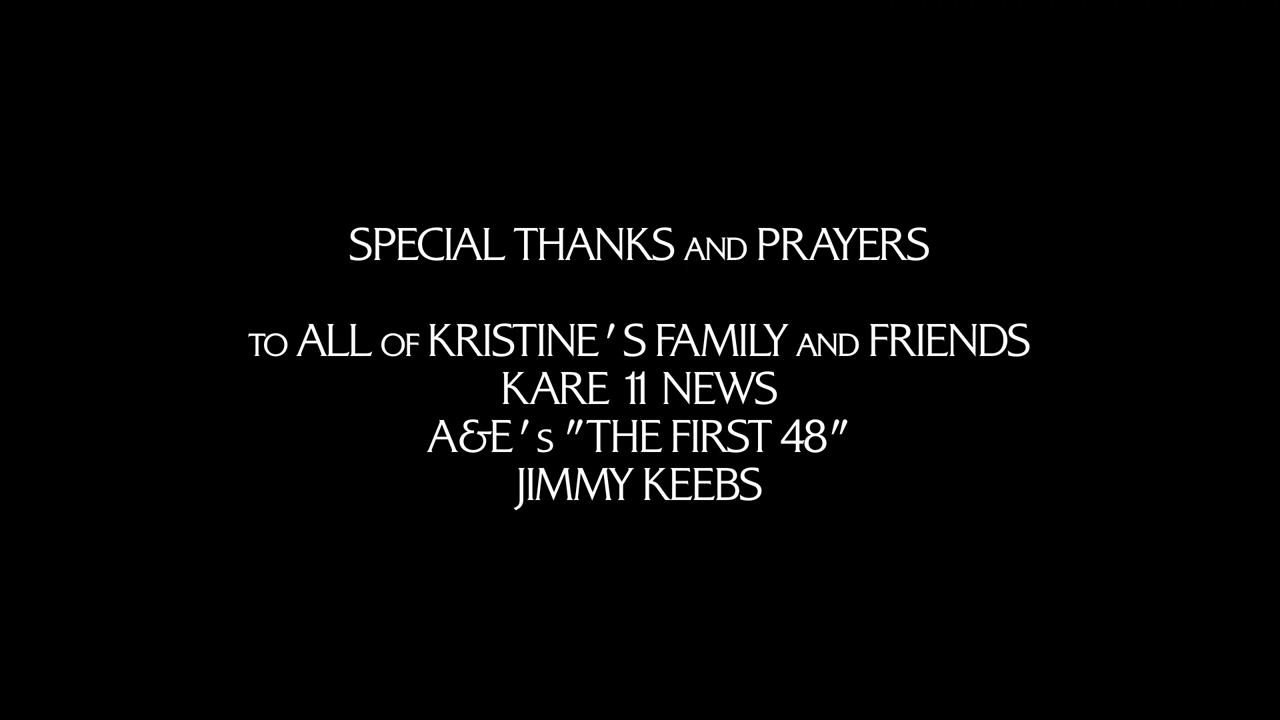 SPECIAL THANKS AND PRAYERS
TO ALL OF KRISTINE'S FAMILY AND FRIENDS
KARE 11 NEWS
A&E's "THE FIRST 48"
JIMMY KEEBS